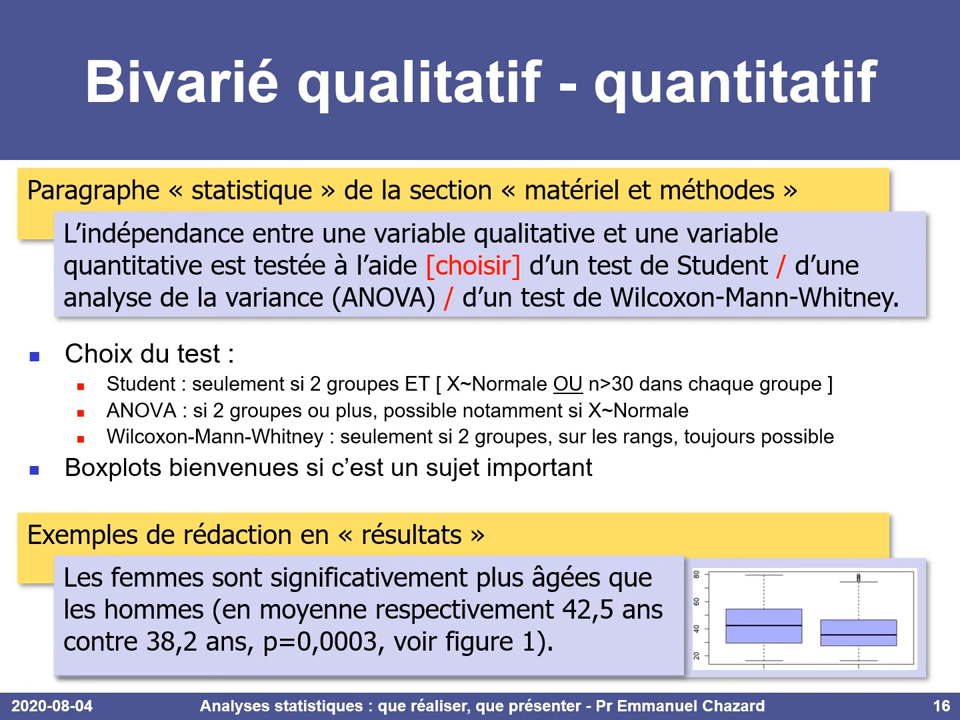 Bivarié qualitatif - quantitatif
Paragraphe « statistique » de la section « matériel et méthodes »
L’indépendance entre une variable qualitative et une variable
quantitative est testée à l’aide [choisir] d’un test de Student / d’une
analyse de la variance (ANOVA) / d’un test de Wilcoxon-Mann-Whitney.
Choix du test :
Student : seulement si 2 groupes ET [ X~Normale OU n>30 dans chaque groupe ]
ANOVA : si 2 groupes ou plus, possible notamment si X~Normale
Wilcoxon-Mann-Whitney : seulement si 2 groupes, sur les rangs, toujours possible
Boxplots bienvenues si c’est un sujet important
Exemples de rédaction en « résultats »
Les femmes sont significativement plus âgées que
les hommes (en moyenne respectivement 42,5 ans
contre 38,2 ans, p=0,0003, voir figure 1).
80
60
40
20
2020-08-04 Analyses statistiques : que réaliser, que présenter - Pr Emmanuel Chazard 16